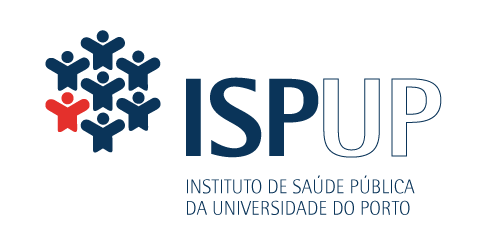 ISPUP
INSTITUTO DE SAÚDE PÚBLICA
DA UNIVERSIDADE DO PORTO